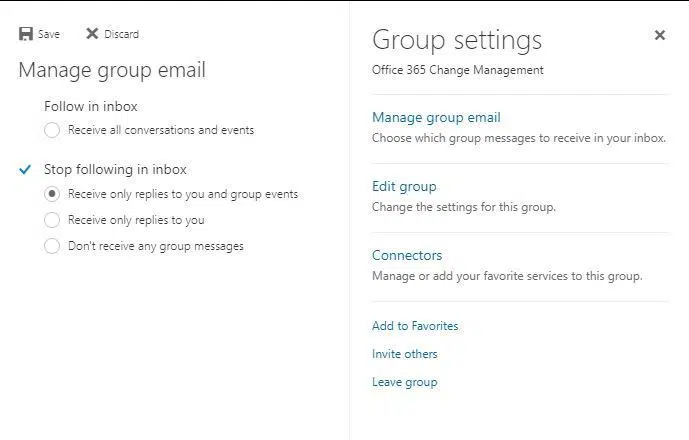 Save
Discard
Manage group email
Follow in inbox
Receive all conversations and events
Stop following in inbox
Receive only replies to you and group events
Receive only replies to you
Don't receive any group messages
Group settings
Office 365 Change Management
Manage group email
Choose which group messages to receive in your inbox.
Edit group
Change the settings for this group.
Connectors
Manage or add your favorite services to this group.
Add to Favorites
Invite others
Leave group